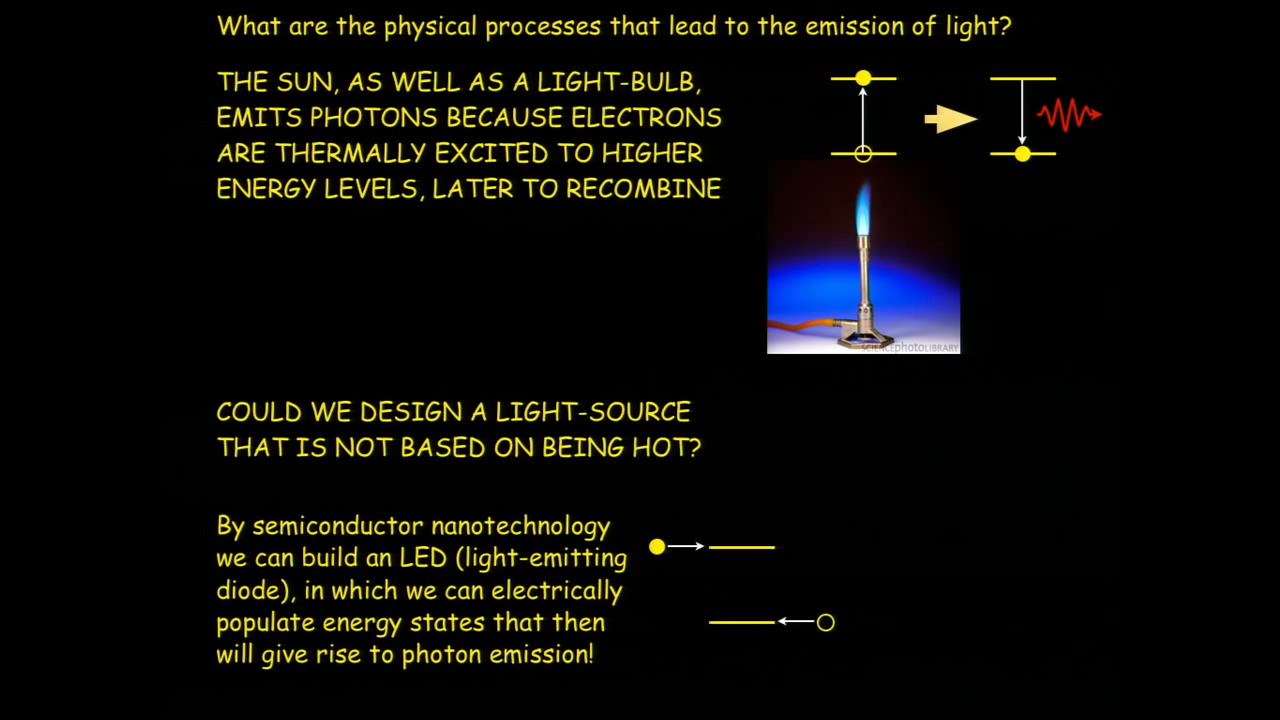 What are the physical processes that lead to the emission of light?
THE SUN, AS WELL AS A LIGHT-BULB,
EMITS PHOTONS BECAUSE ELECTRONS
ARE THERMALLY EXCITED TO HIGHER
ENERGY LEVELS, LATER TO RECOMBINE
SCIENCEphotoLIBRARY
COULD WE DESIGN A LIGHT-SOURCE
THAT IS NOT BASED ON BEING HOT?
By semiconductor nanotechnology
we can build an LED (light-emitting
diode), in which we can electrically
populate energy states that then
will give rise to photon emission!